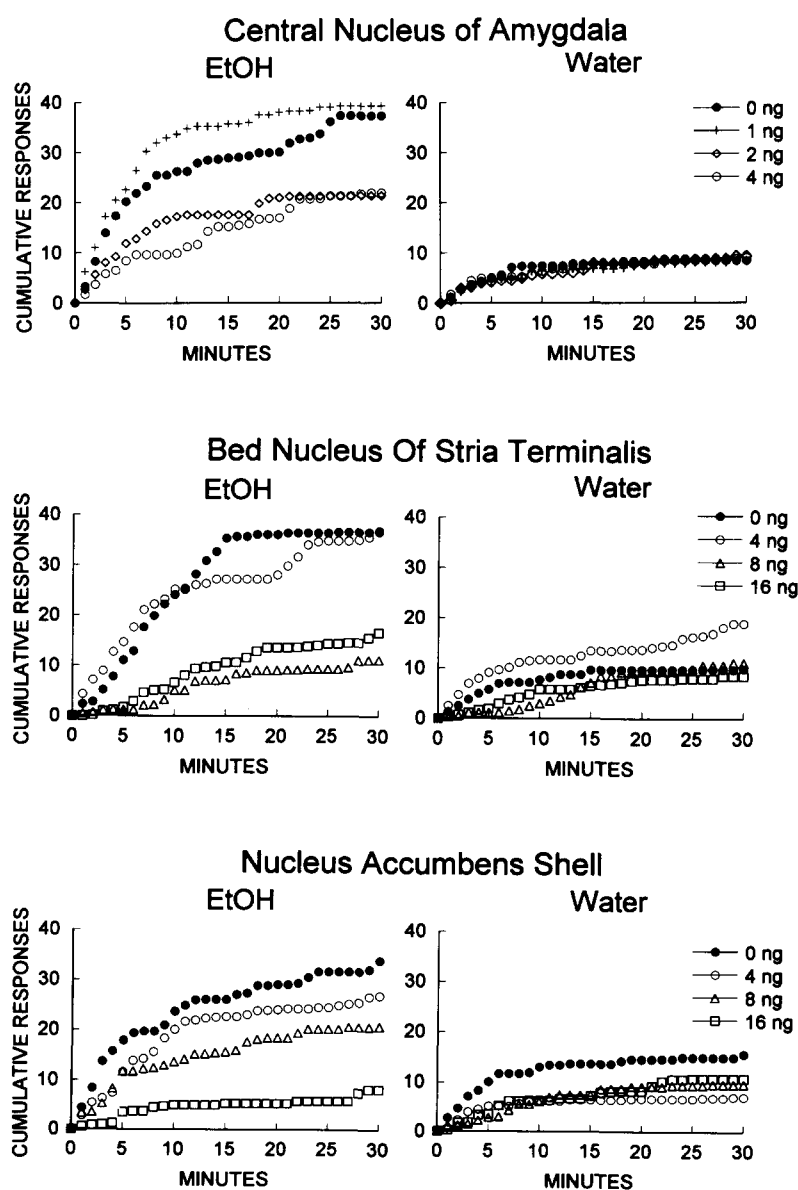 Central Nucleus of Amygdala
EtOH
Water
CUMULATIVE RESPONSES
40
30
20
10
0
0 5 10 15 20 25 30
MINUTES
40
30
20
10
0
0 5 10 15 20 25 30
MINUTES
0 ng
1 ng
2 ng
4 ng
Bed Nucleus Of Stria Terminalis
EtOH
Water
CUMULATIVE RESPONSES
40
30
20
10
0
0 5 10 15 20 25 30
MINUTES
40
30
20
10
0
0 5 10 15 20 25 30
MINUTES
0 ng
4 ng
8 ng
16 ng
Nucleus Accumbens Shell
EtOH
Water
CUMULATIVE RESPONSES
40
30
20
10
0
0 5 10 15 20 25 30
MINUTES
40
30
20
10
0
0 5 10 15 20 25 30
MINUTES
0 ng
4 ng
8 ng
16 ng